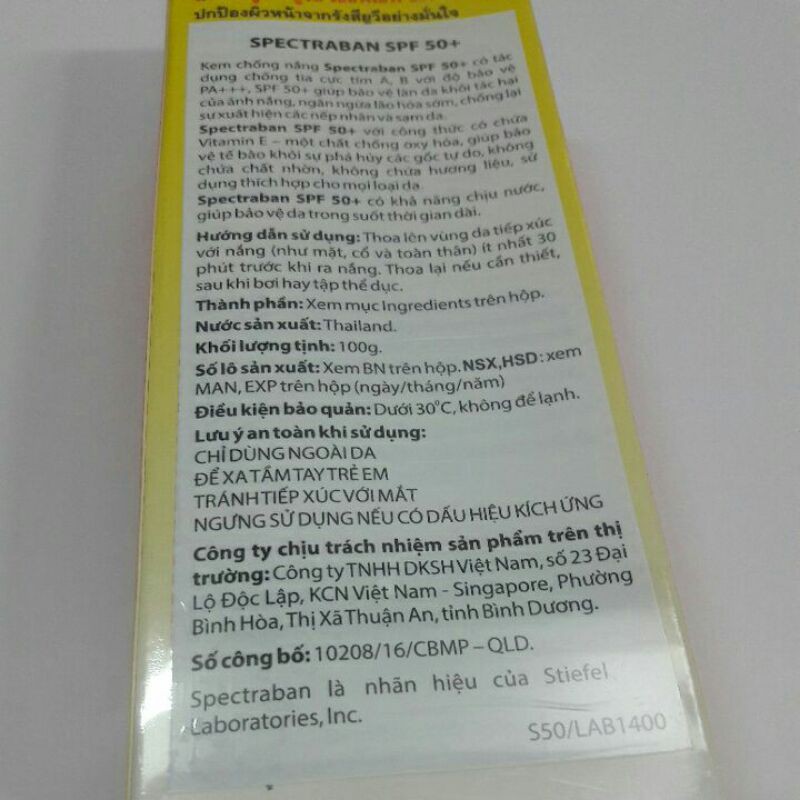 ปกป้องผิวหน้าจากรังสียูวีอย่างมั่นใจ
SPECTRABAN SPF 50+
Kem chống nắng Spectraban SPF 50+ có tác
dụng chống tia cực tím A, B với độ bảo vệ
PA+++, SPF 50+ giúp bảo vệ làn da khỏi tác hại
của ánh nắng, ngăn ngừa lão hóa sớm, chống lại
sự xuất hiện các nếp nhăn và sạm da.
Spectraban SPF 50+ với công thức có chứa
Vitamin E – một chất chống oxy hóa, giúp bảo
vệ tế bào khỏi sự phá hủy các gốc tự do, không
chứa chất nhờn, không chứa hương liệu, sử
dụng thích hợp cho mọi loại da.
Spectraban SPF 50+ có khả năng chịu nước,
giúp bảo vệ da trong suốt thời gian dài.
Hướng dẫn sử dụng: Thoa lên vùng da tiếp xúc
với nắng (như mặt, cổ và toàn thân) ít nhất 30
phút trước khi ra nắng. Thoa lại nếu cần thiết,
sau khi bơi hay tập thể dục.
Thành phần: Xem mục Ingredients trên hộp.
Nước sản xuất: Thailand.
Khối lượng tịnh: 100g.
Số lô sản xuất: Xem BN trên hộp. NSX,HSD: xem
MAN, EXP trên hộp (ngày/tháng/năm)
Điều kiện bảo quản: Dưới 30°C, không để lạnh.
Lưu ý an toàn khi sử dụng:
CHỈ DÙNG NGOÀI DA
ĐỂ XA TẦM TAY TRẺ EM
TRÁNH TIẾP XÚC VỚI MẮT
NGƯNG SỬ DỤNG NẾU CÓ DẤU HIỆU KÍCH ỨNG
Công ty chịu trách nhiệm sản phẩm trên thị
trường: Công ty TNHH DKSH Việt Nam, số 23 Đại
Lộ Độc Lập, KCN Việt Nam - Singapore, Phường
Bình Hòa, Thị Xã Thuận An, tỉnh Bình Dương.
Số công bố: 10208/16/CBMP – QLD.
Spectraban là nhãn hiệu của Stiefel
Laboratories, Inc.
S50/LAB1400